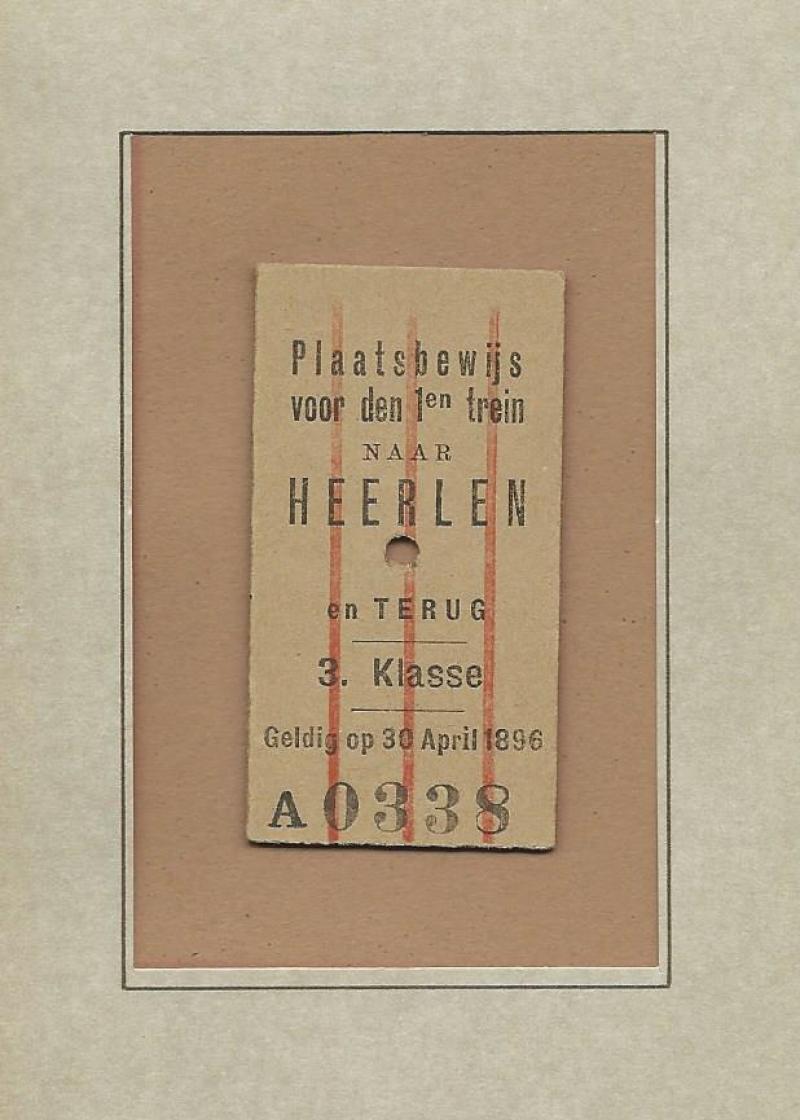 Plaatsbewijs
voor den 1en trein
NAAR
HEERLEN
en TERUG
3. Klasse
Geldig op 30 April 1896
A 0338